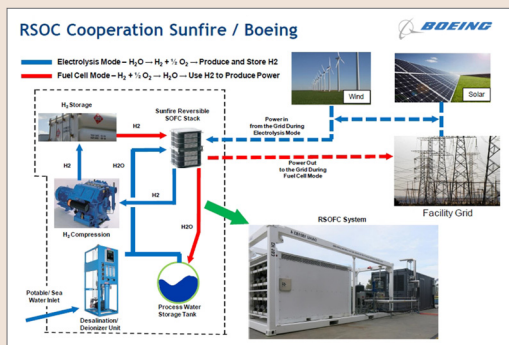 RSOC Cooperation Sunfire / Boeing
BOEING
Electrolysis Mode – H₂O → H₂ + ½ O₂ → Produce and Store H2
Fuel Cell Mode – H₂ + ½ O₂ → H₂O → Use H2 to Produce Power
Wind
Solar
H₂ Storage
Sunfire Reversible
SOFC Stack
H2
H2
H2O
Power in
from the Grid During
Electrolysis Mode
Power Out
to the Grid During
Fuel Cell Mode
H2
Facility Grid
H₂ Compression
H2O
RSOFC System
Potable/ Sea
Water Inlet
Process Water
Storage Tank
Desalination/
Deionizer Unit